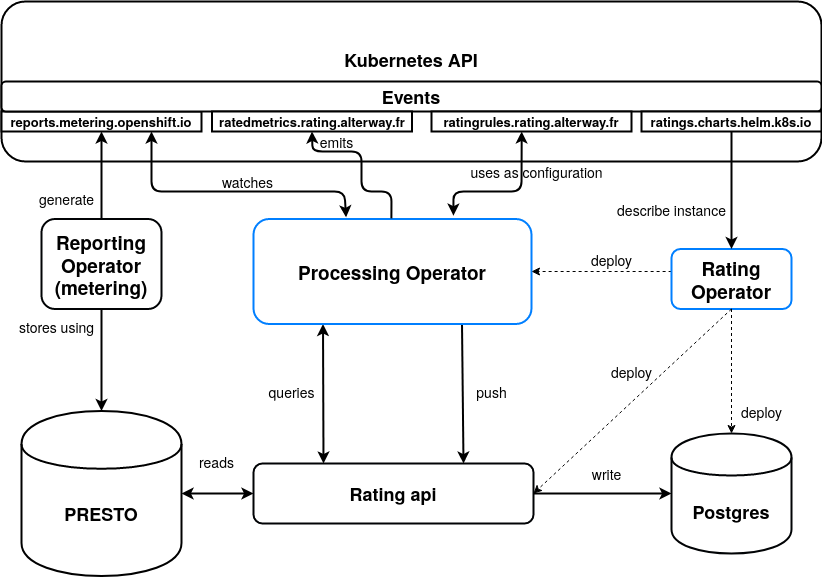 Kubernetes API
Events
reports.metering.openshift.io
ratedmetrics.rating.alterway.fr
ratingrules.rating.alterway.fr
ratings.charts.helm.k8s.io
emits
uses as configuration
watches
generate
describe instance
Reporting
Operator
(metering)
Processing Operator
deploy
Rating
Operator
stores using
queries
push
deploy
deploy
reads
write
PRESTO
Rating api
Postgres